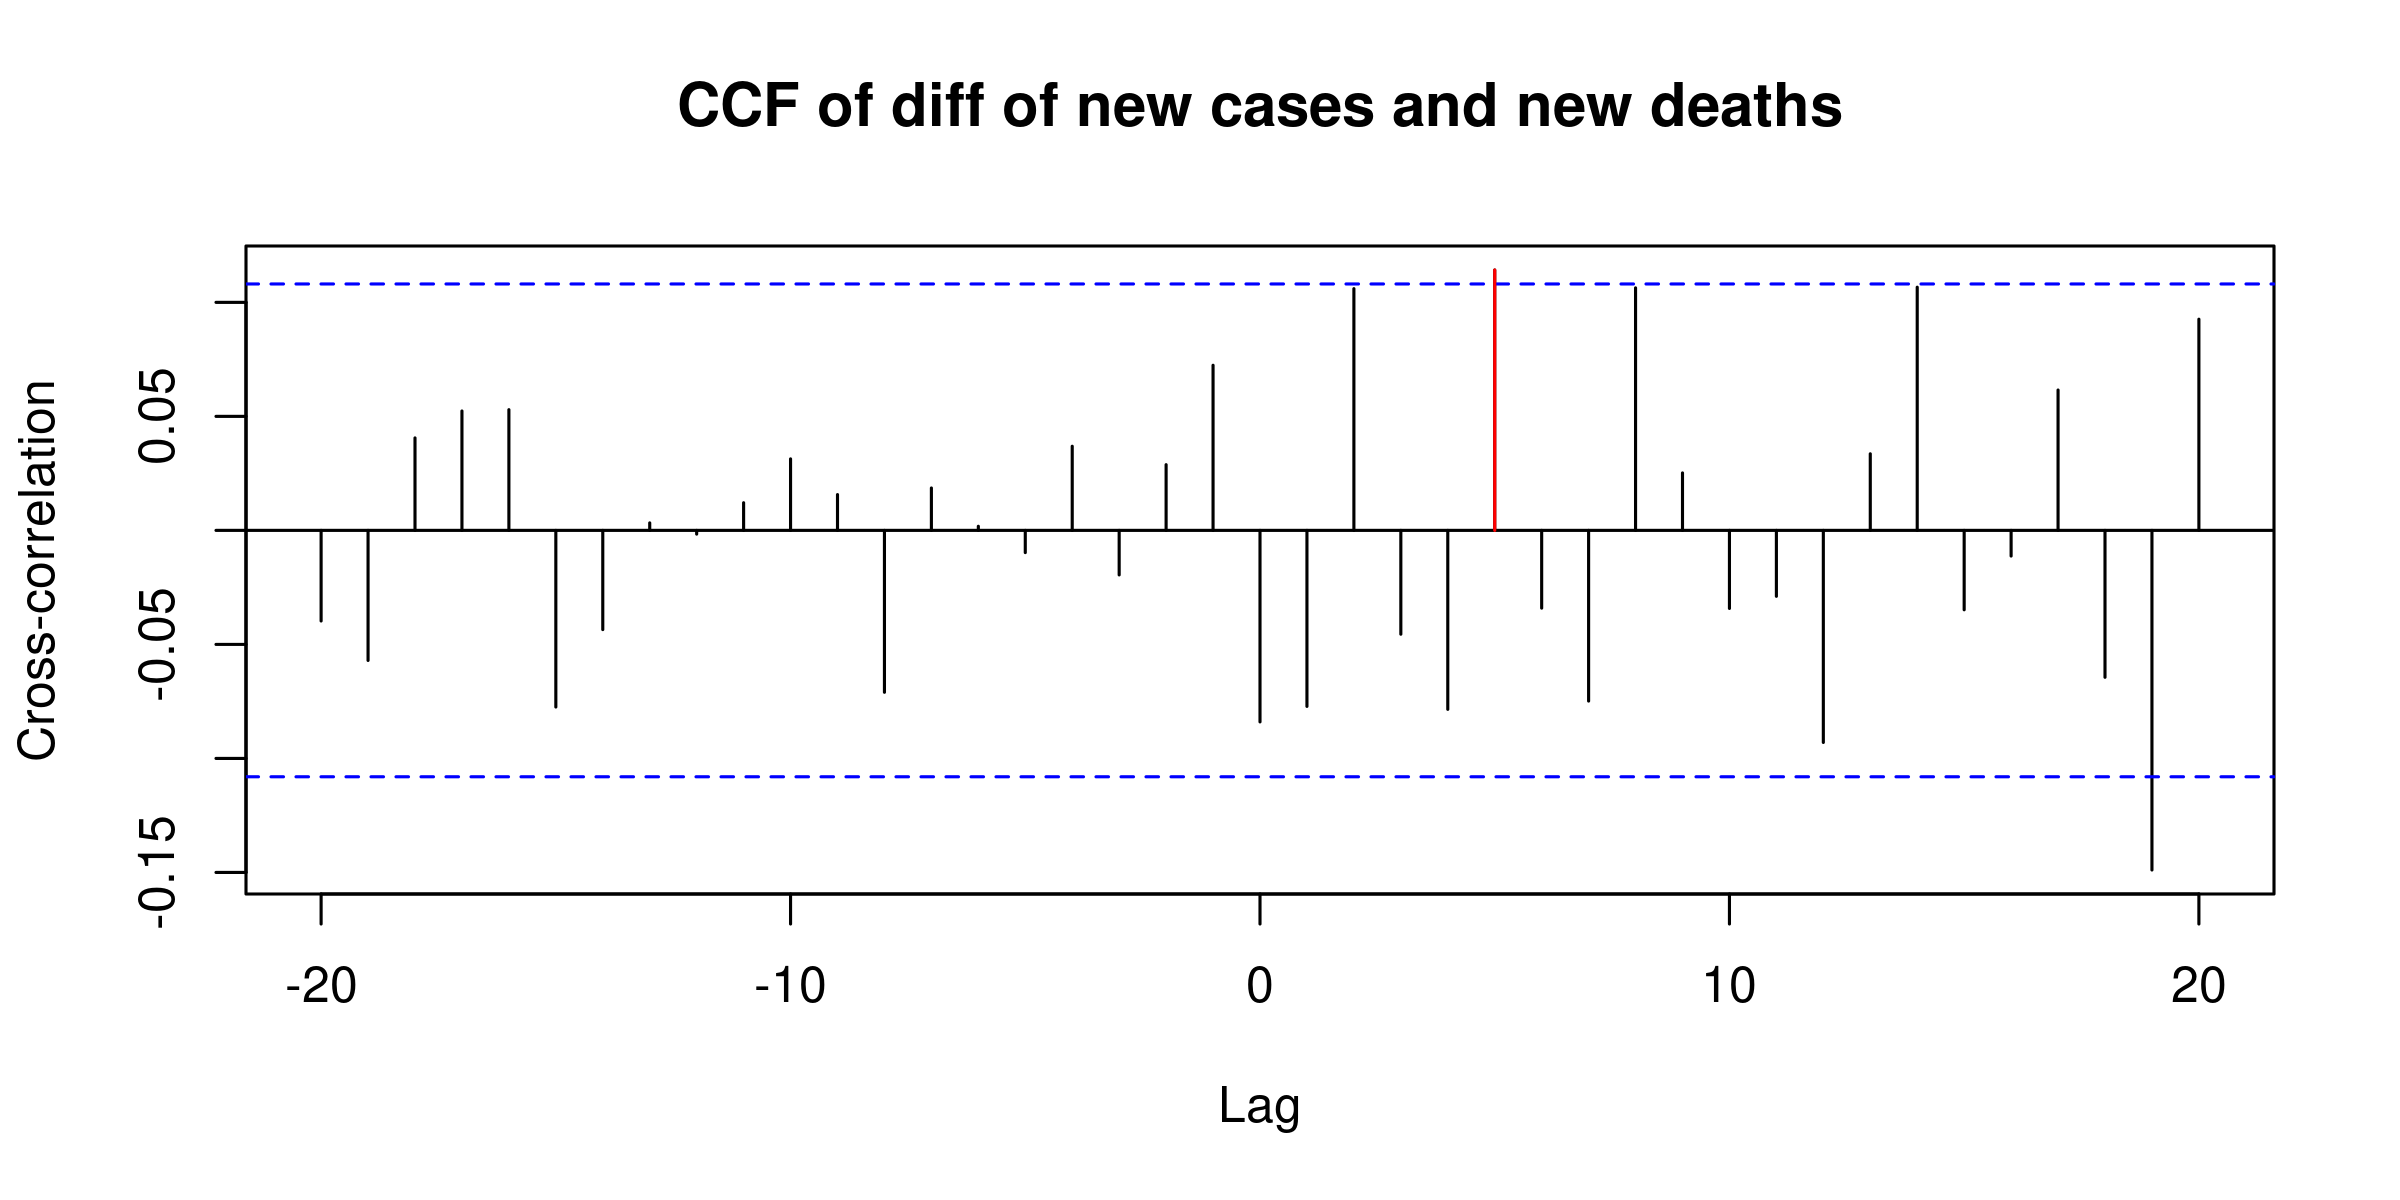 CCF of diff of new cases and new deaths
Cross-correlation
0.05
-0.05
-0.15
-20 -10 0 10 20
Lag